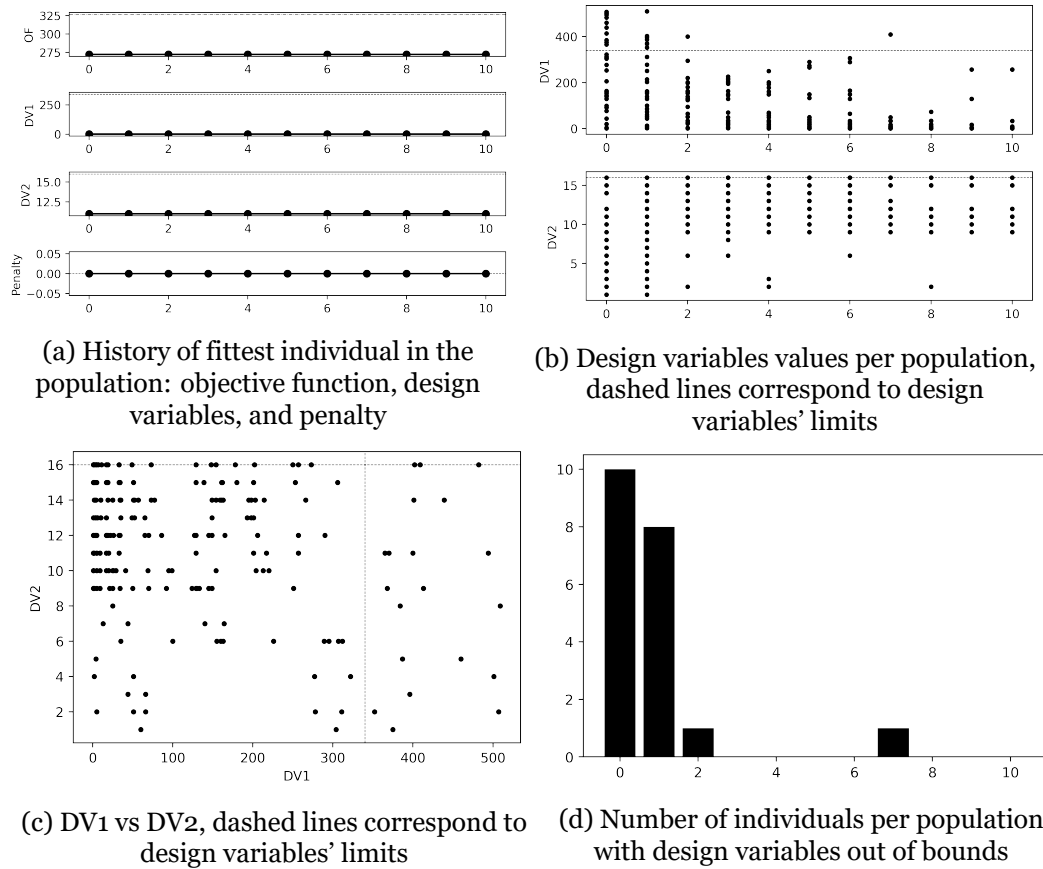 325
300
275
OF
0 2 4 6 8 10
250
0
DV1
0 2 4 6 8 10
15.0
12.5
DV2
0 2 4 6 8 10
0.05
0.00
−0.05
Penalty
0 2 4 6 8 10
(a) History of fittest individual in the
population: objective function, design
variables, and penalty
400
200
0
DV1
0 2 4 6 8 10
15
10
5
DV2
0 2 4 6 8 10
(b) Design variables values per population,
dashed lines correspond to design
variables’ limits
16
14
12
10
8
6
4
2
DV2
0 100 200 300 400 500
DV1
(c) DV1 vs DV2, dashed lines correspond to
design variables’ limits
10
8
6
4
2
0
0 2 4 6 8 10
(d) Number of individuals per population
with design variables out of bounds